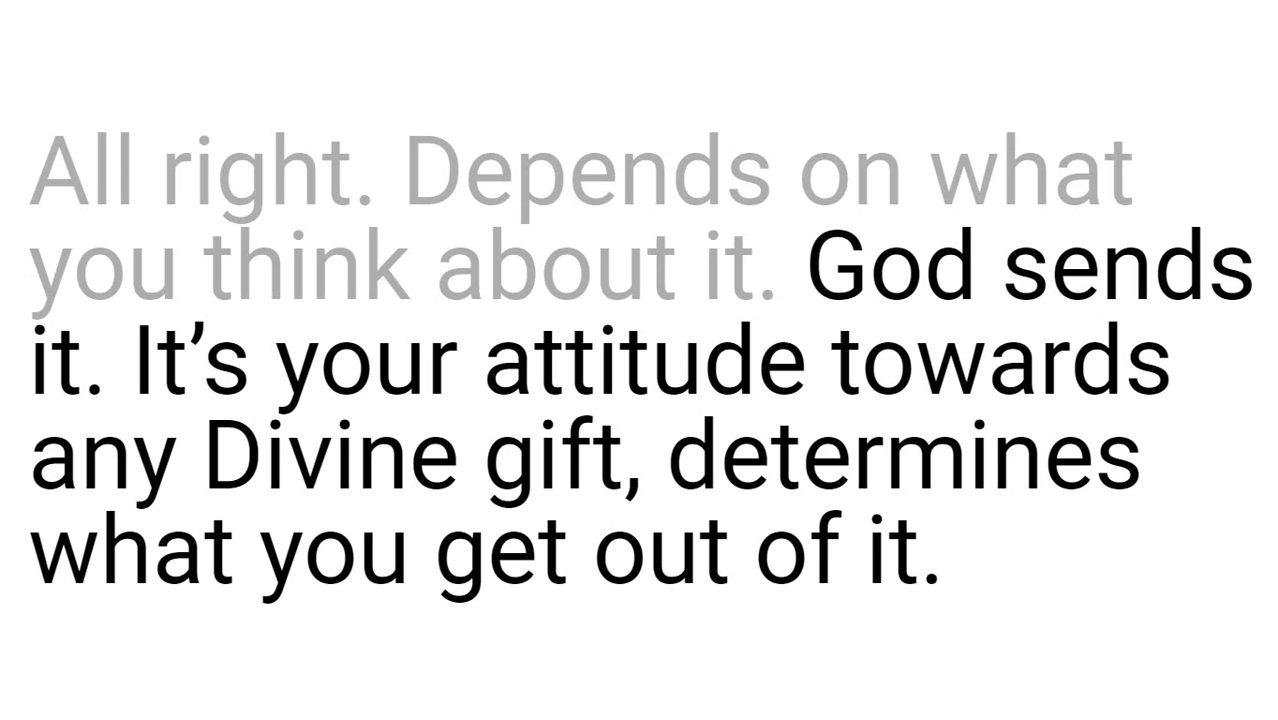 All right. Depends on what
you think about it. God sends
it. It’s your attitude towards
any Divine gift, determines
what you get out of it.